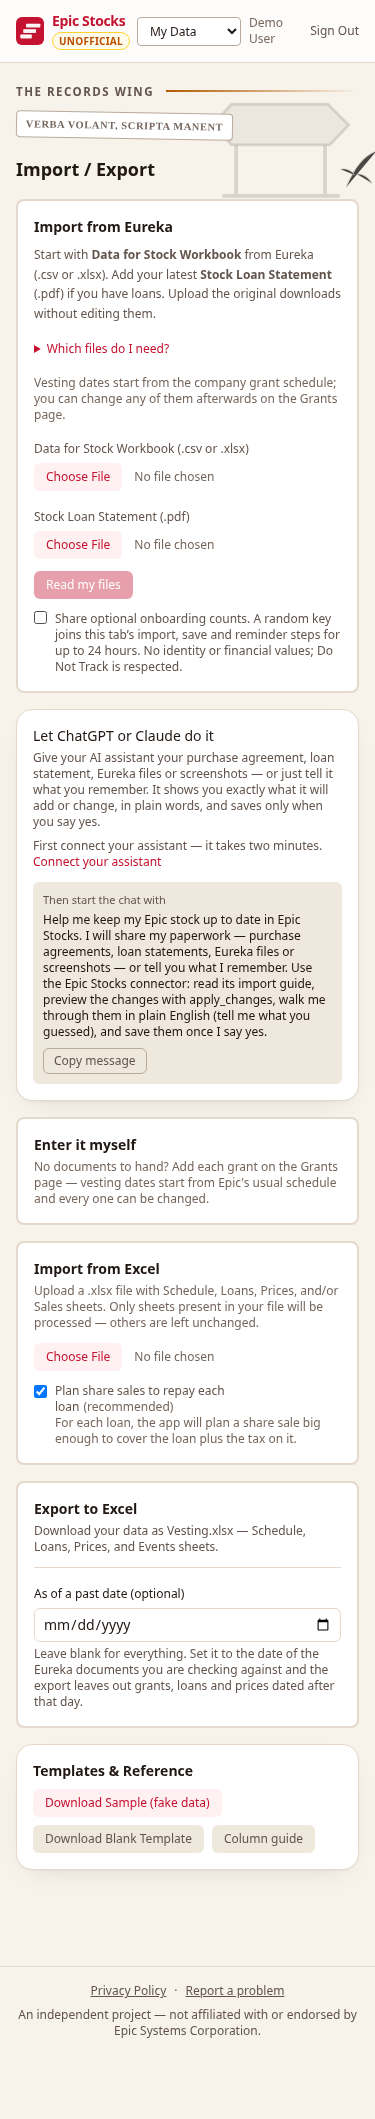 Epic Stocks
UNOFFICIAL
My Data
Demo
User
Sign Out
THE RECORDS WING
VERBA VOLANT, SCRIPTA MANENT
Import / Export
Import from Eureka
Start with Data for Stock Workbook from Eureka
(.csv or .xlsx). Add your latest Stock Loan Statement
(.pdf) if you have loans. Upload the original downloads
without editing them.
Which files do I need?
Vesting dates start from the company grant schedule;
you can change any of them afterwards on the Grants
page.
Data for Stock Workbook (.csv or .xlsx)
Choose File No file chosen
Stock Loan Statement (.pdf)
Choose File No file chosen
Read my files
Share optional onboarding counts. A random key
joins this tab’s import, save and reminder steps for
up to 24 hours. No identity or financial values; Do
Not Track is respected.
Let ChatGPT or Claude do it
Give your AI assistant your purchase agreement, loan
statement, Eureka files or screenshots — or just tell it
what you remember. It shows you exactly what it will
add or change, in plain words, and saves only when
you say yes.
First connect your assistant — it takes two minutes.
Connect your assistant
Then start the chat with
Help me keep my Epic stock up to date in Epic
Stocks. I will share my paperwork — purchase
agreements, loan statements, Eureka files or
screenshots — or tell you what I remember. Use
the Epic Stocks connector: read its import guide,
preview the changes with apply_changes, walk me
through them in plain English (tell me what you
guessed), and save them once I say yes.
Copy message
Enter it myself
No documents to hand? Add each grant on the Grants
page — vesting dates start from Epic's usual schedule
and every one can be changed.
Import from Excel
Upload a .xlsx file with Schedule, Loans, Prices, and/or
Sales sheets. Only sheets present in your file will be
processed — others are left unchanged.
Choose File No file chosen
Plan share sales to repay each
loan (recommended)
For each loan, the app will plan a share sale big
enough to cover the loan plus the tax on it.
Export to Excel
Download your data as Vesting.xlsx — Schedule,
Loans, Prices, and Events sheets.
As of a past date (optional)
mm/dd/yyyy
Leave blank for everything. Set it to the date of the
Eureka documents you are checking against and the
export leaves out grants, loans and prices dated after
that day.
Templates & Reference
Download Sample (fake data)
Download Blank Template Column guide
Privacy Policy · Report a problem
An independent project — not affiliated with or endorsed by
Epic Systems Corporation.